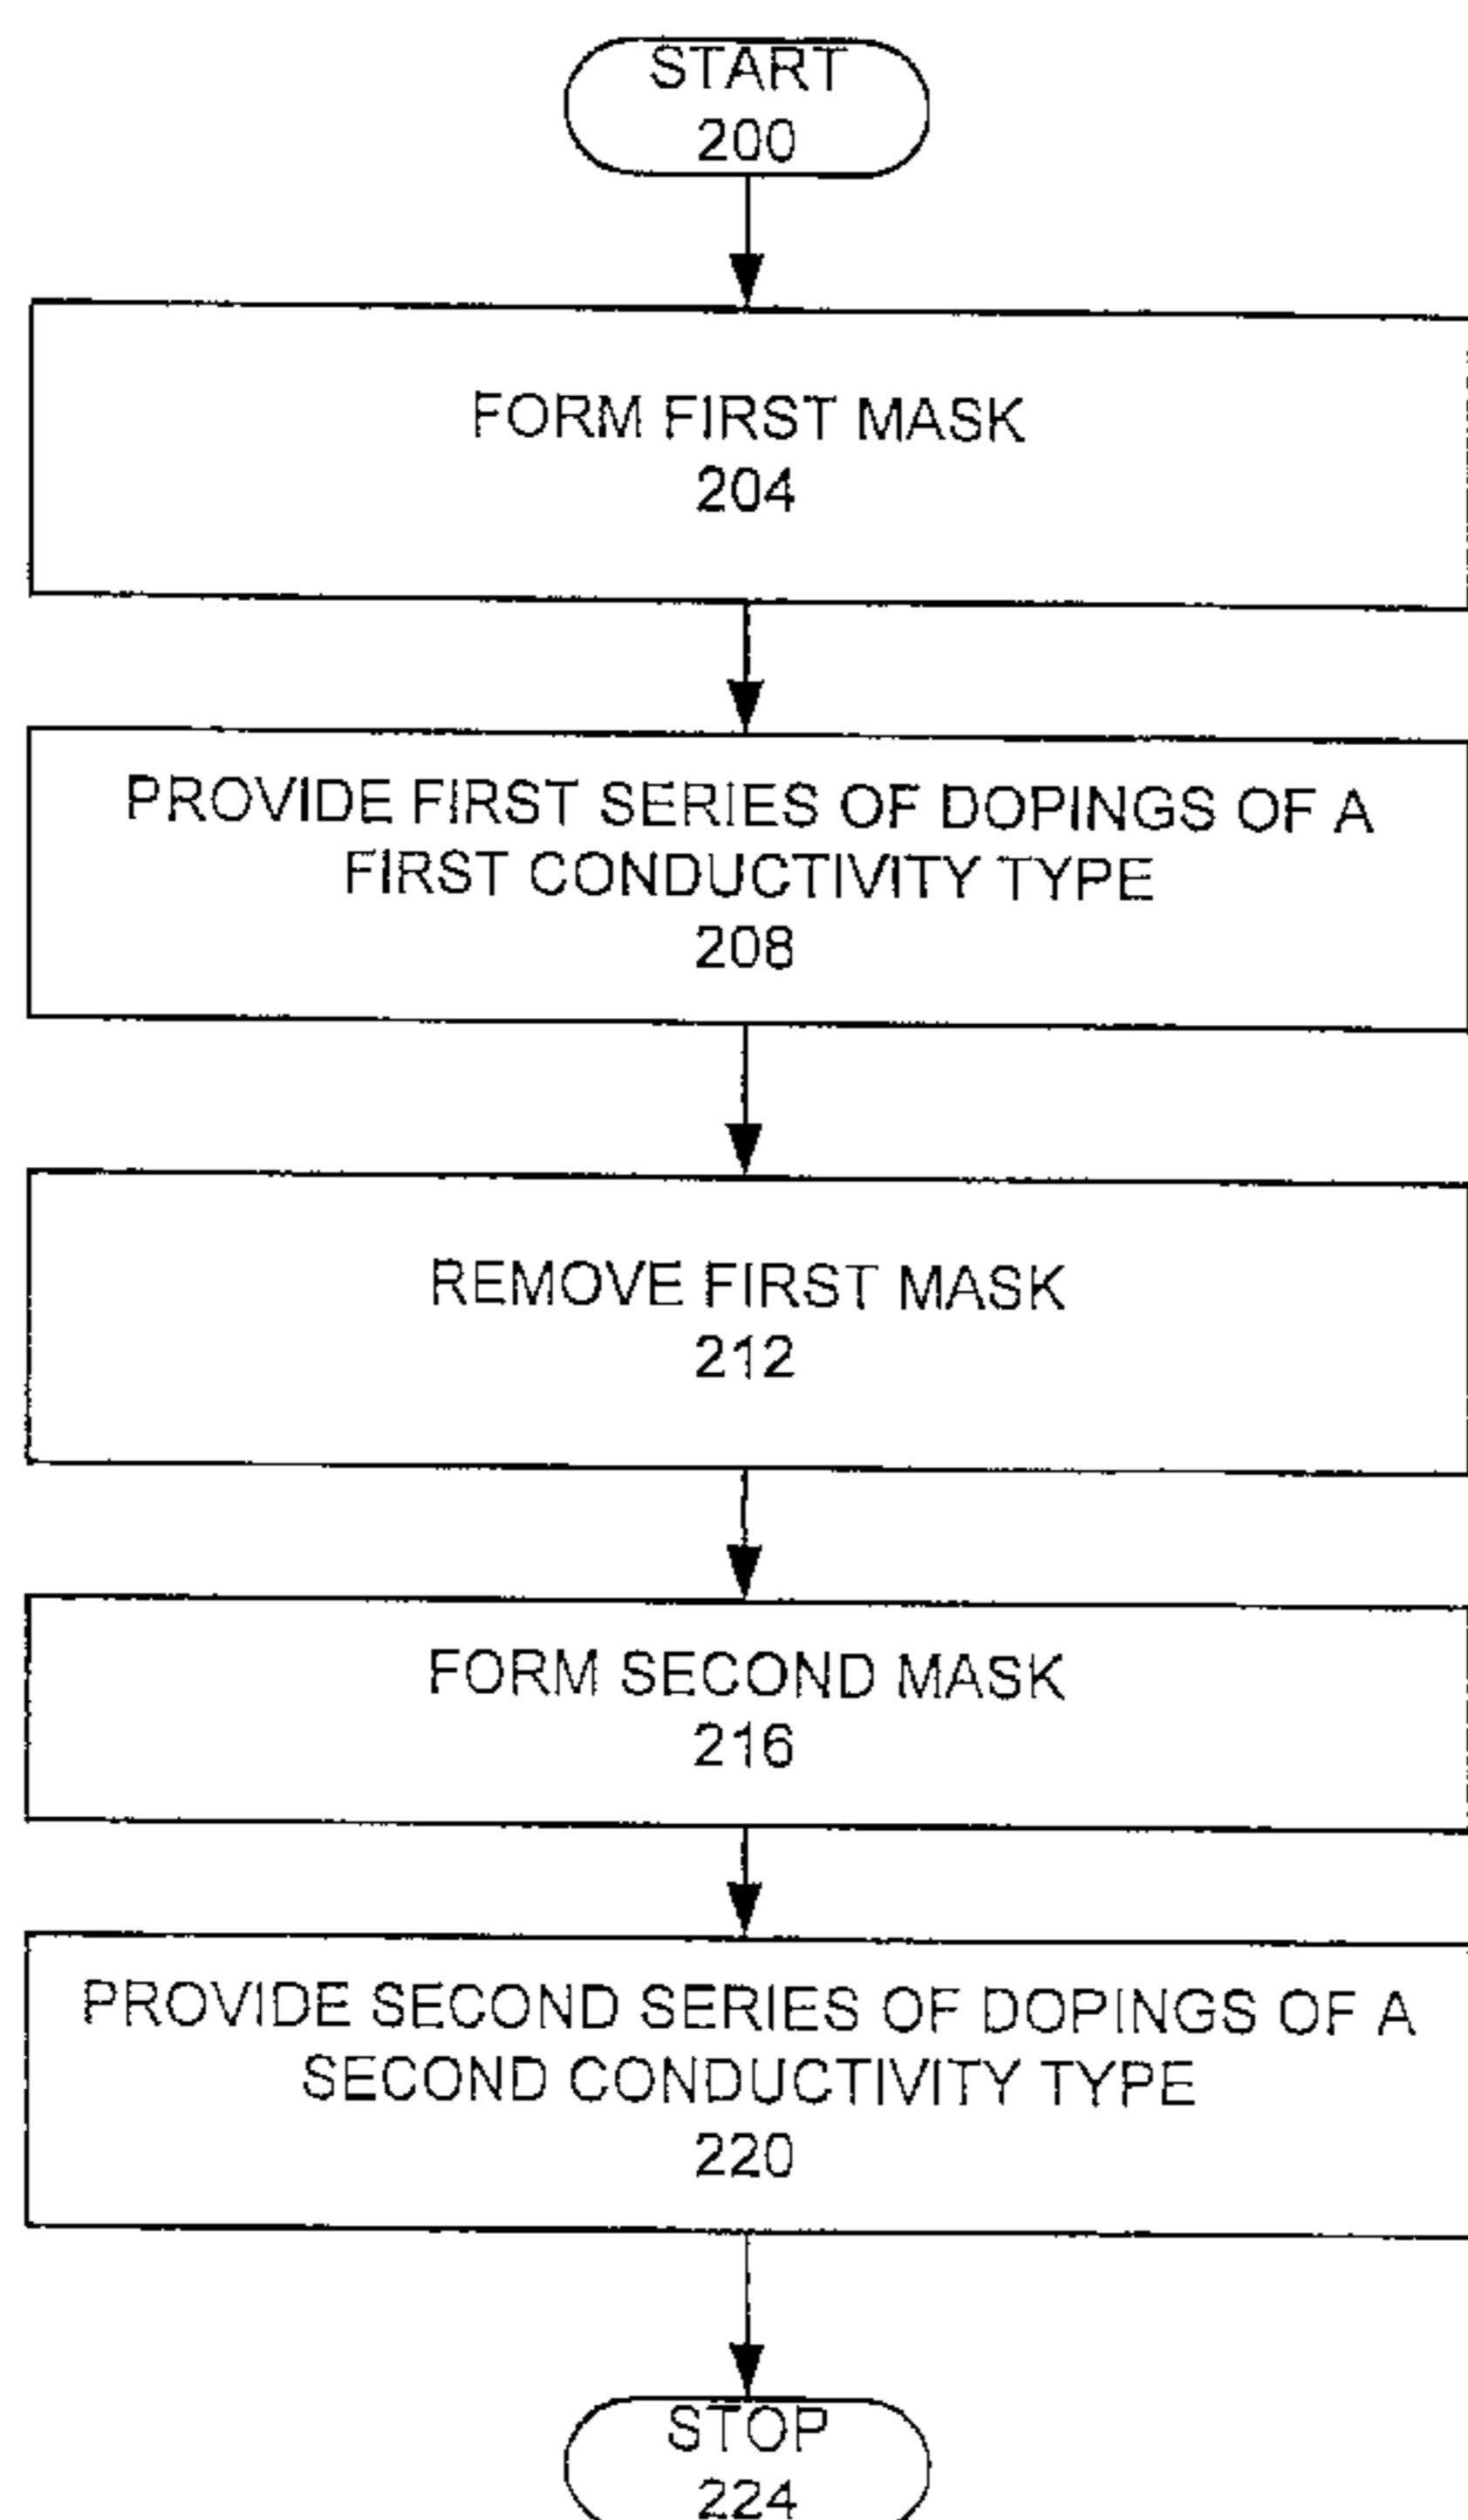 START
200
FORM FIRST MASK
204
PROVIDE FIRST SERIES OF DOPINGS OF A
FIRST CONDUCTIVITY TYPE
208
REMOVE FIRST MASK
212
FORM SECOND MASK
216
PROVIDE SECOND SERIES OF DOPINGS OF A
SECOND CONDUCTIVITY TYPE
220
STOP
224